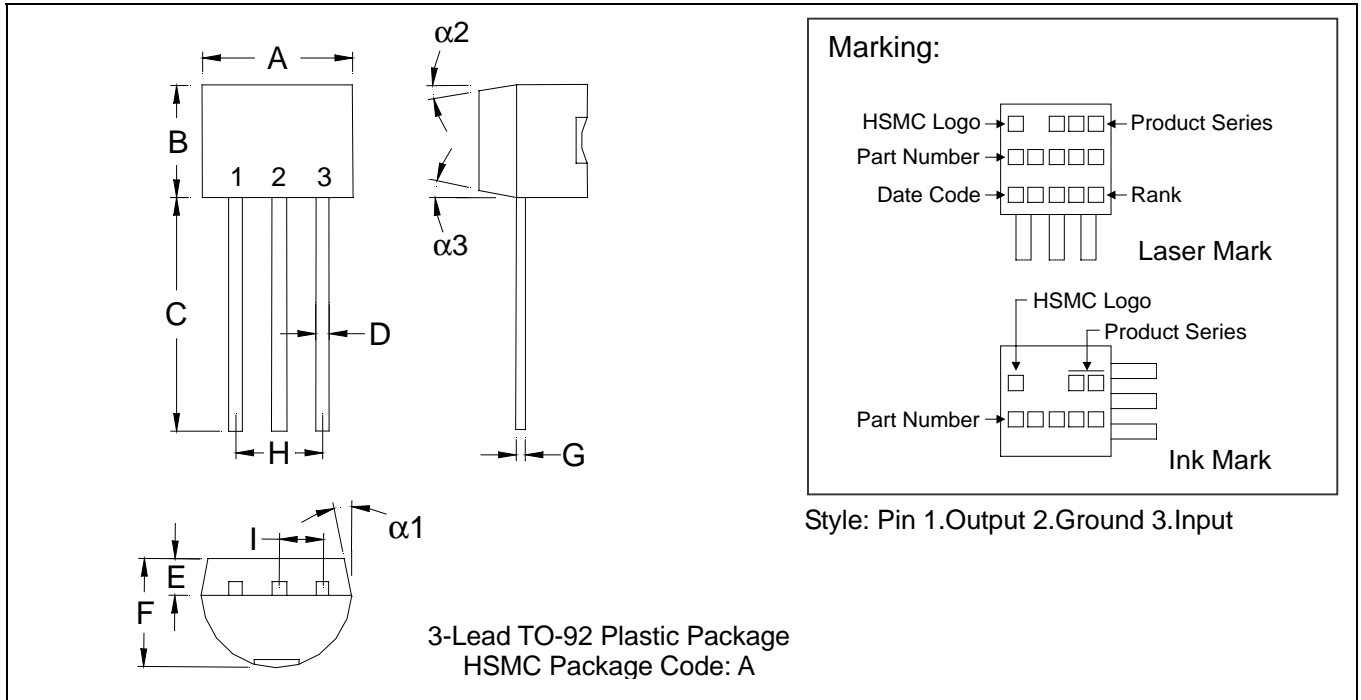 α2
A
B
1 2 3
α3
C
D
H
G
α1
I
E
F
3-Lead TO-92 Plastic Package
HSMC Package Code: A
Marking:
HSMC Logo
Product Series
Part Number
Date Code
Rank
Laser Mark
HSMC Logo
Product Series
Part Number
Ink Mark
Style: Pin 1.Output 2.Ground 3.Input